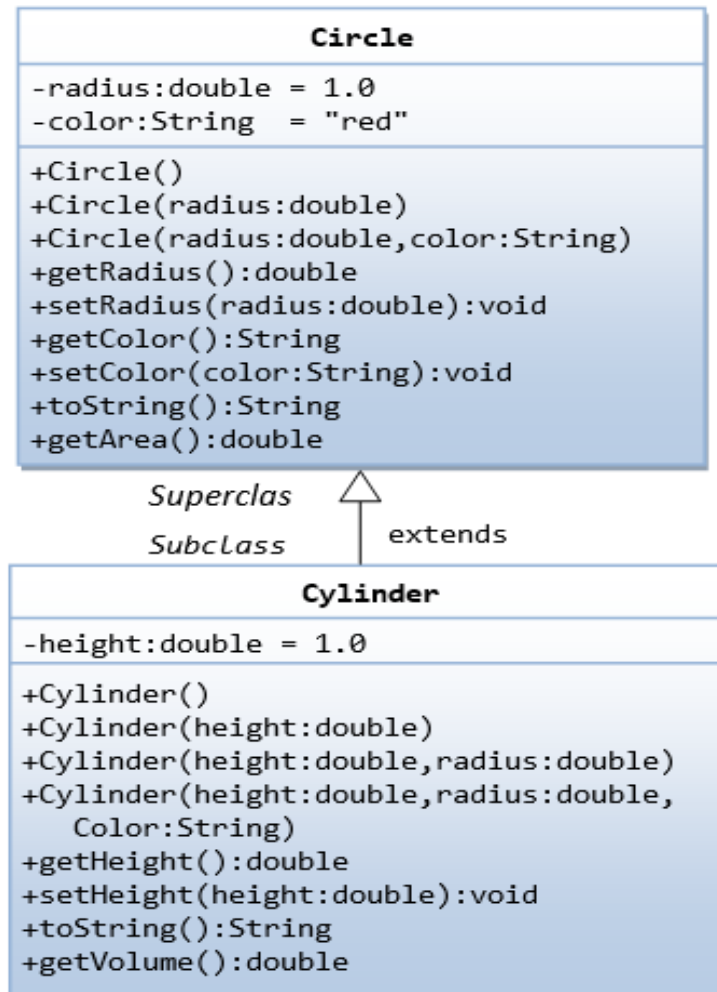 Circle
-radius:double = 1.0
-color:String  = "red"
+Circle()
+Circle(radius:double)
+Circle(radius:double,color:String)
+getRadius():double
+setRadius(radius:double):void
+getColor():String
+setColor(color:String):void
+toString():String
+getArea():double
Superclas
Subclass
extends
Cylinder
-height:double = 1.0
+Cylinder()
+Cylinder(height:double)
+Cylinder(height:double,radius:double)
+Cylinder(height:double,radius:double,
Color:String)
+getHeight():double
+setHeight(height:double):void
+toString():String
+getVolume():double